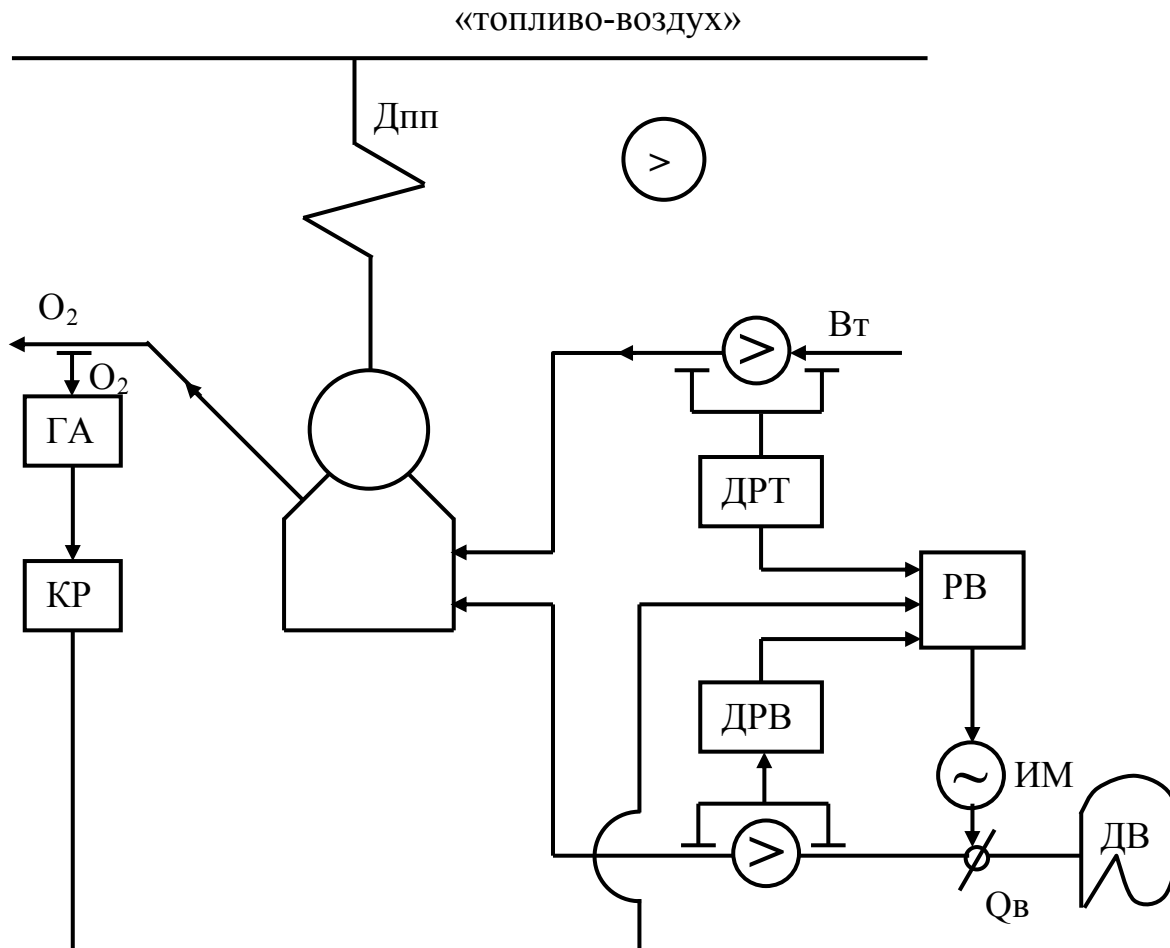 «топливо-воздух»
Дпп
>
O₂
Вт
>
O₂
ГА
ДРТ
КР
РВ
ДРВ
~
ИМ
>
ДВ
Qв